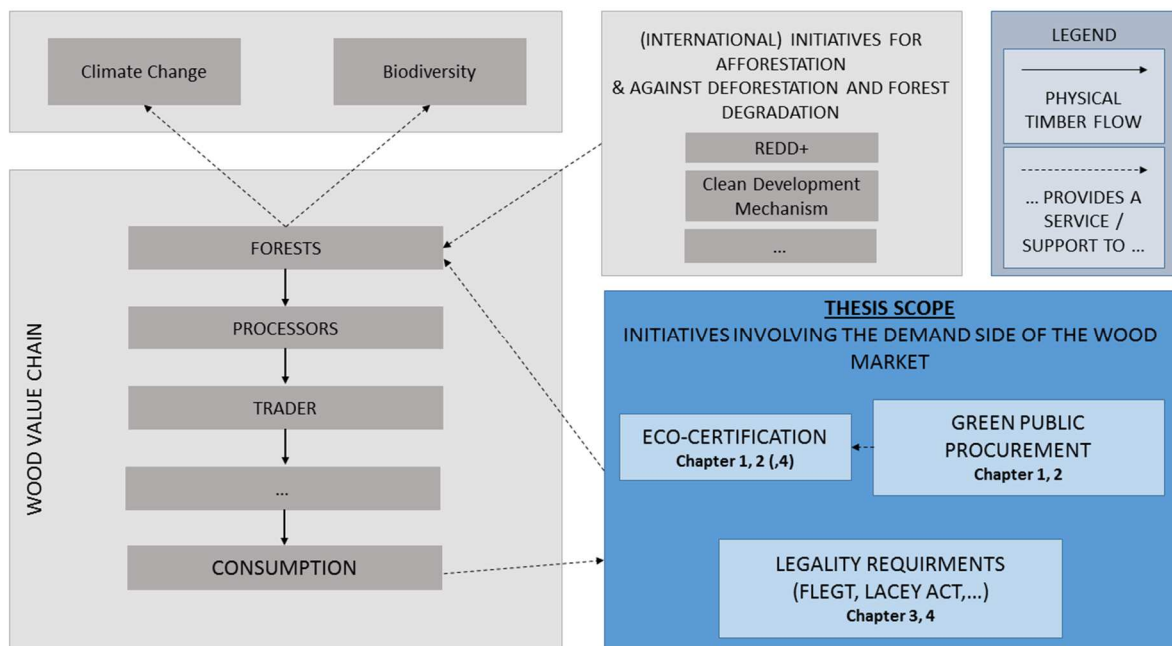 Climate Change
Biodiversity
(INTERNATIONAL) INITIATIVES FOR
AFFORESTATION
& AGAINST DEFORESTATION AND FOREST
DEGRADATION
REDD+
Clean Development
Mechanism
...
LEGEND
PHYSICAL
TIMBER FLOW
... PROVIDES A
SERVICE /
SUPPORT TO ...
WOOD VALUE CHAIN
FORESTS
PROCESSORS
TRADER
...
CONSUMPTION
THESIS SCOPE
INITIATIVES INVOLVING THE DEMAND SIDE OF THE WOOD
MARKET
ECO-CERTIFICATION
Chapter 1, 2 (,4)
GREEN PUBLIC
PROCUREMENT
Chapter 1, 2
LEGALITY REQUIRMENTS
(FLEGT, LACEY ACT,...)
Chapter 3, 4